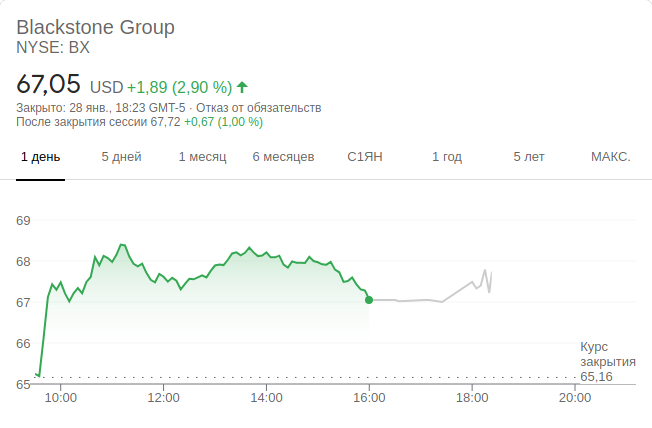 Blackstone Group
NYSE: BX
67,05 USD +1,89 (2,90 %)
Закрыто: 28 янв., 18:23 GMT-5 · Отказ от обязательств
После закрытия сессии 67,72 +0,67 (1,00 %)
1 день 5 дней 1 месяц 6 месяцев С1ЯН 1 год 5 лет МАКС.
69
68
67
66
Курс
закрытия
65,16
65
10:00 12:00 14:00 16:00 18:00 20:00